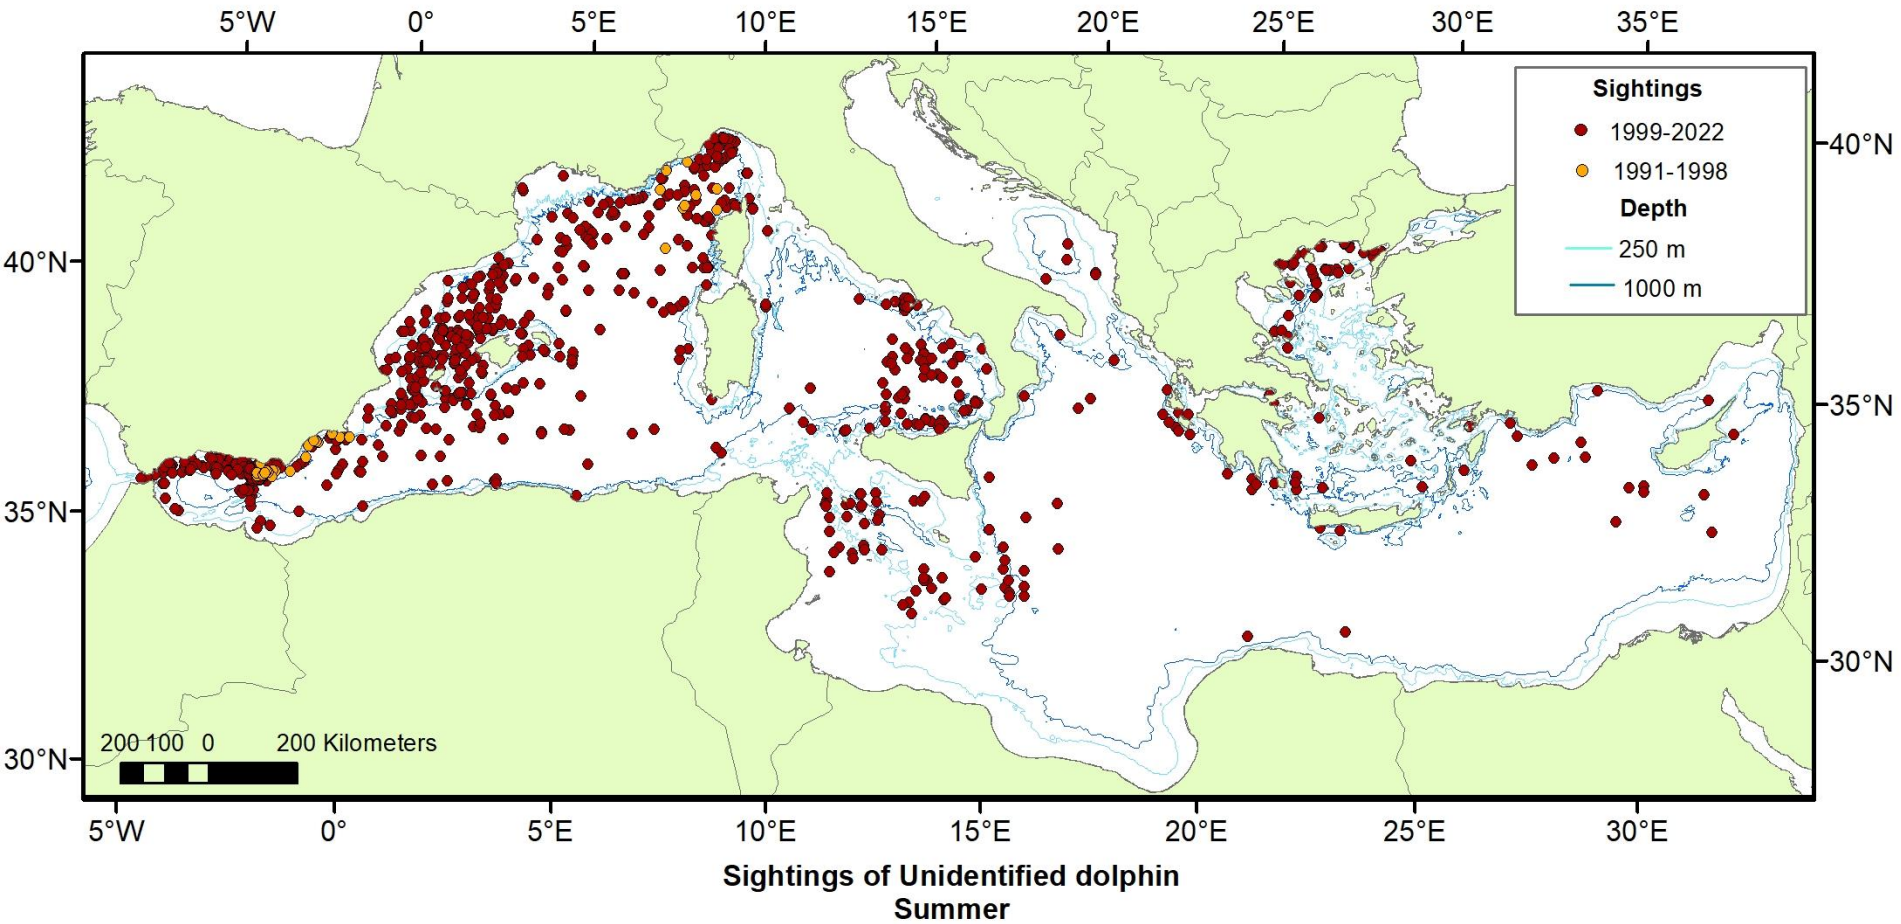 5°W 0° 5°E 10°E 15°E 20°E 25°E 30°E 35°E
Sightings
1999-2022
1991-1998
Depth
250 m
1000 m
40°N
40°N
35°N
35°N
30°N
30°N
200 100 0 200 Kilometers
5°W 0° 5°E 10°E 15°E 20°E 25°E 30°E
Sightings of Unidentified dolphin
Summer